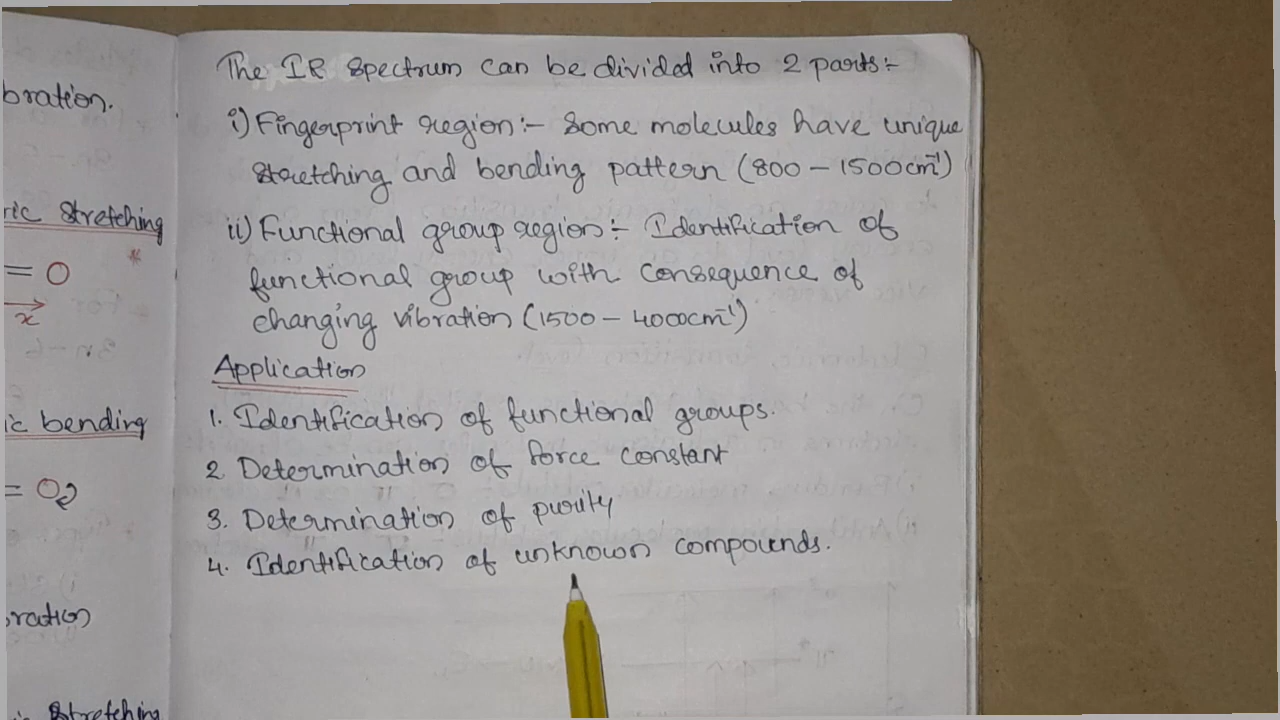 bration.
ric Stretching
= O
x
ic bending
= O2
bration
Stretching
The IR Spectrum can be divided into 2 parts:-
i) Fingerprint region:- Some molecules have unique
stretching and bending pattern (800 - 1500cm⁻¹)
ii) Functional group region:- Identification of
functional group with consequence of
changing vibration (1500 - 4000cm⁻¹)
Application
1. Identification of functional groups.
2. Determination of force constant
3. Determination of purity
4. Identification of unknown compounds.